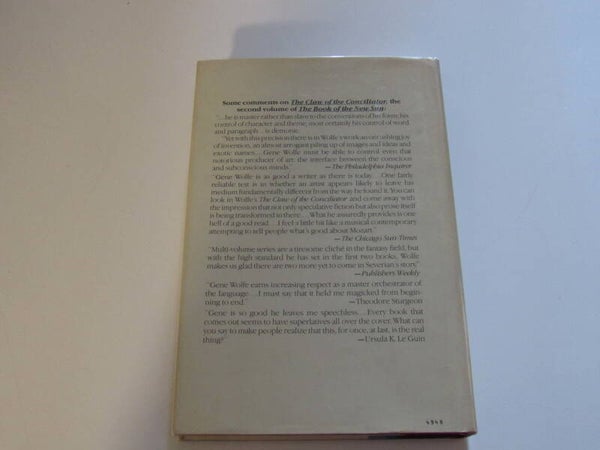 Some comments on The Claw of the Conciliator, the
second volume of The Book of the New Sun:
"...he is master rather than slave to the conventions of his form; his
control of character and theme, most certainly his control of word
and paragraph... is demonic.
"Yet with this precision there is in Wolfe's work an outrushing joy
of invention, an almost arrogant piling up of images and ideas and
exotic names... Gene Wolfe must be able to control even that
notorious producer of art, the interface between the conscious
and subconscious minds."
—The Philadelphia Inquirer
"Gene Wolfe is as good a writer as there is today... One fairly
reliable test is in whether an artist appears likely to leave his
medium fundamentally different from the way he found it. You can
look in Wolfe's The Claw of the Conciliator and come away with
the impression that not only speculative fiction but also prose itself
is being transformed to there... What he assuredly provides is one
hell of a good read... I feel a little bit like a musical contemporary
attempting to tell people what's good about Mozart."
—The Chicago Sun-Times
"Multi-volume series are a tiresome cliché in the fantasy field, but
with the high standard he has set in the first two books, Wolfe
makes us glad there are two more yet to come in Severian's story."
—Publishers Weekly
"Gene Wolfe earns increasing respect as a master orchestrator of
the language... I must say that it held me magicked from begin-
ning to end."
—Theodore Sturgeon
"Gene is so good he leaves me speechless... Every book that
comes out seems to have superlatives all over the cover. What can
you say to make people realize that this, for once, at last, is the real
thing?"
—Ursula K. Le Guin
4948